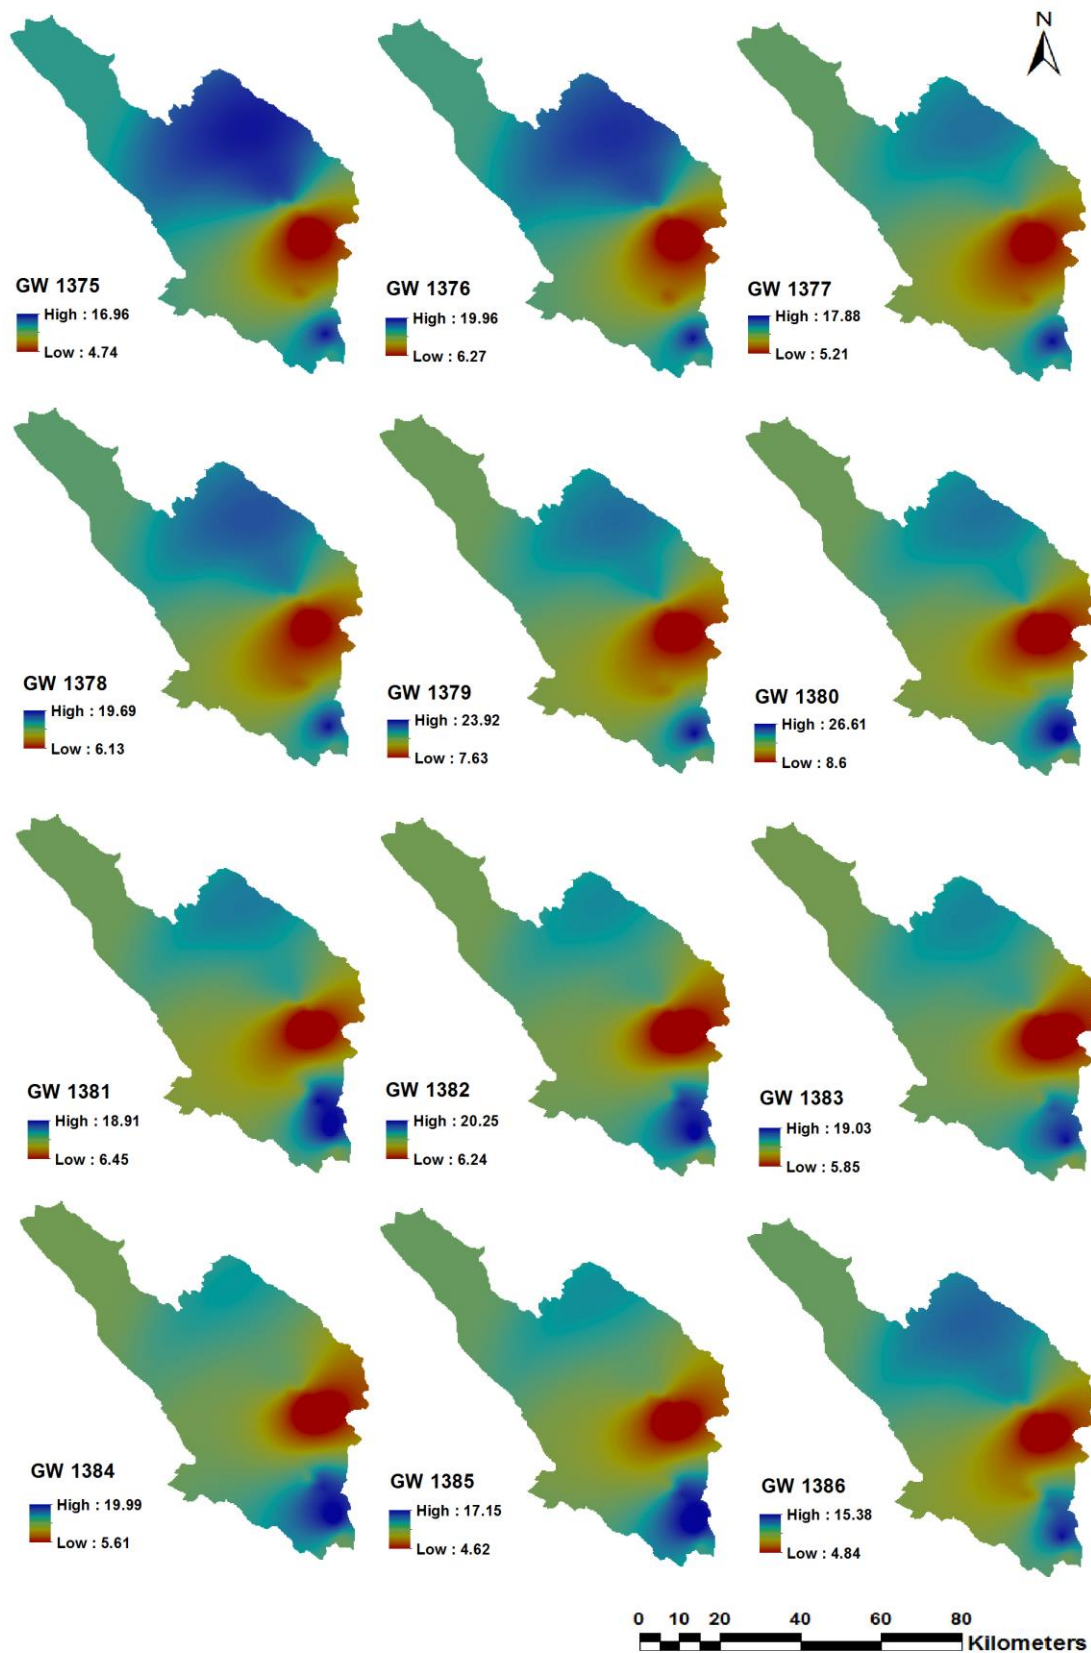 N
GW 1375
High : 16.96
Low : 4.74
GW 1376
High : 19.96
Low : 6.27
GW 1377
High : 17.88
Low : 5.21
GW 1378
High : 19.69
Low : 6.13
GW 1379
High : 23.92
Low : 7.63
GW 1380
High : 26.61
Low : 8.6
GW 1381
High : 18.91
Low : 6.45
GW 1382
High : 20.25
Low : 6.24
GW 1383
High : 19.03
Low : 5.85
GW 1384
High : 19.99
Low : 5.61
GW 1385
High : 17.15
Low : 4.62
GW 1386
High : 15.38
Low : 4.84
0 10 20 40 60 80
Kilometers